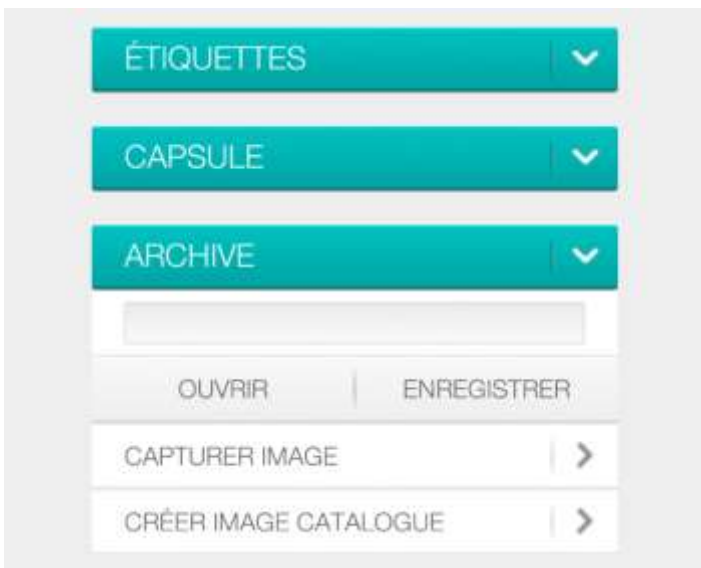 ÉTIQUETTES
CAPSULE
ARCHIVE
OUVRIR ENREGISTRER
CAPTURER IMAGE
CRÉER IMAGE CATALOGUE